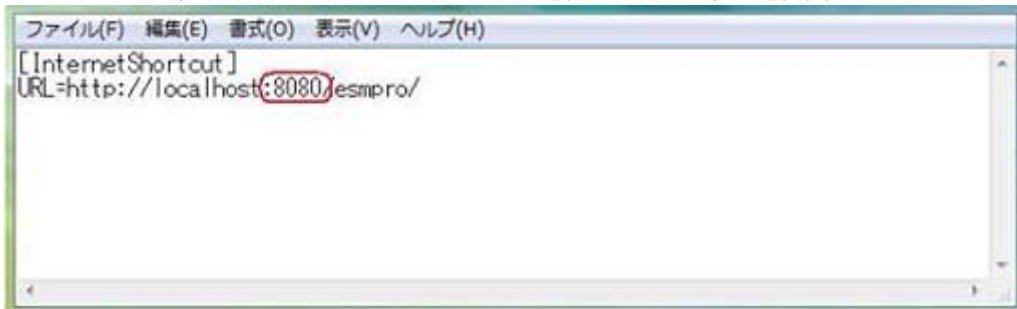 ファイル(F) 編集(E) 書式(O) 表示(V) ヘルプ(H)
[InternetShortcut]
URL=http://localhost:8080/esmpro/